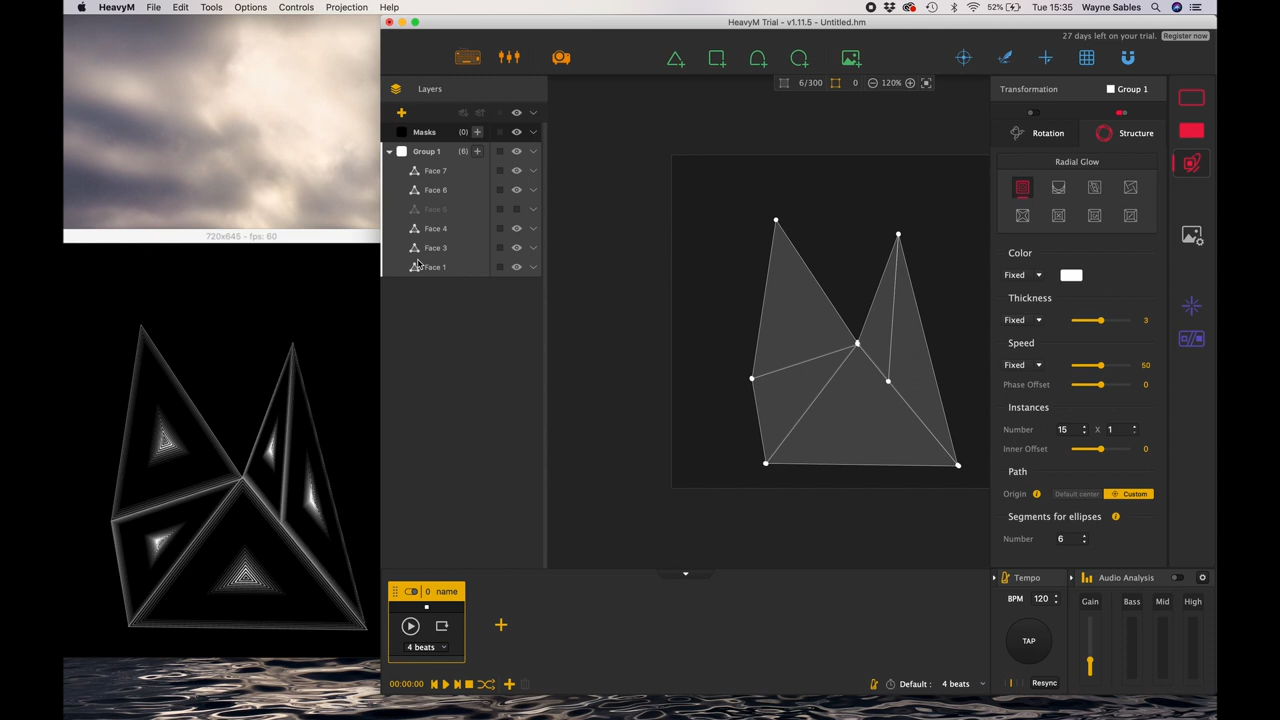 HeavyM File Edit Tools Options Controls Projection Help 52% Tue 15:35 Wayne Sables
HeavyM Trial - v1.11.5 - Untitled.hm
27 days left on your trial. Register now
6/300 0 120%
Layers
Transformation Group 1
Masks (0) +
Rotation Structure
Group 1 (6) +
Radial Glow
Face 7
Face 6
Face 4
Face 3
Face 1
720x645 - fps: 60
Color
Fixed
Thickness
Fixed 3
Speed
Fixed 50
Phase Offset 0
Instances
Number 15 X 1
Inner Offset 0
Path
Origin Default center Custom
Segments for ellipses
Number 6
Tempo Audio Analysis
0 name
BPM 120 Gain Bass Mid High
4 beats
TAP
00:00:00 Default : 4 beats Resync